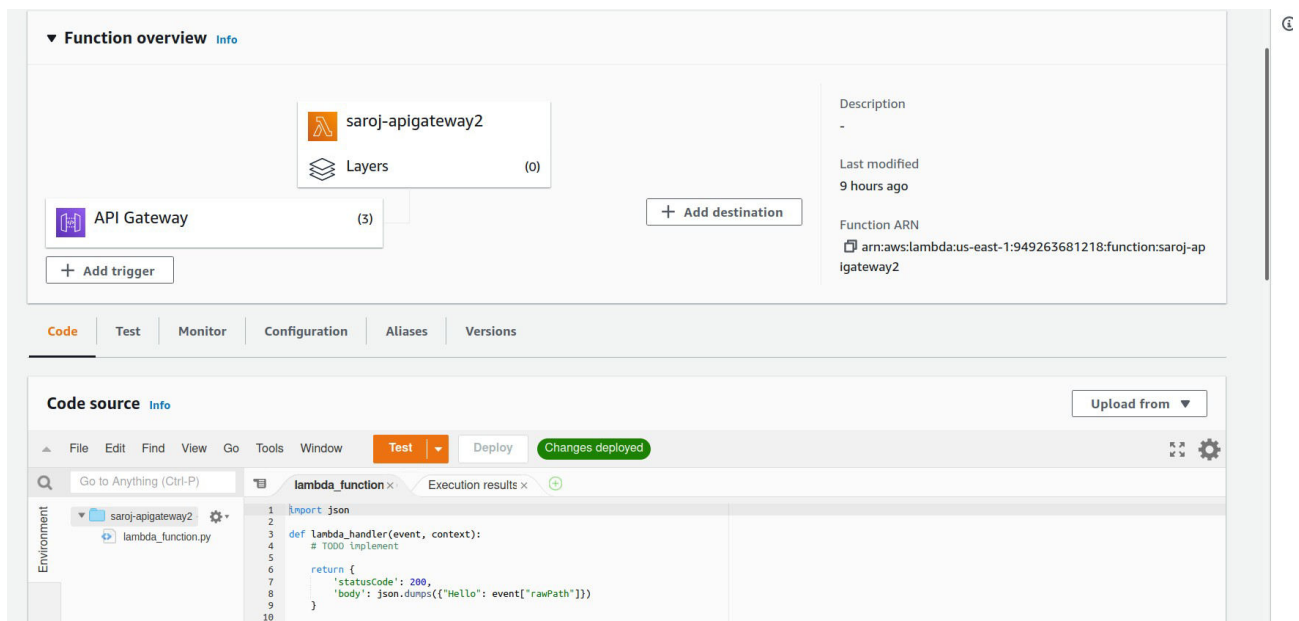 ▼ Function overview Info
saroj-apigateway2
Layers (0)
API Gateway (3)
+ Add trigger
+ Add destination
Description
-
Last modified
9 hours ago
Function ARN
arn:aws:lambda:us-east-1:949263681218:function:saroj-ap
igateway2
Code Test Monitor Configuration Aliases Versions
Code source Info
Upload from ▼
File Edit Find View Go Tools Window Test Deploy Changes deployed
Go to Anything (Ctrl-P)
lambda_function × Execution results ×
Environment
saroj-apigateway2
lambda_function.py
1 import json
2
3 def lambda_handler(event, context):
4     # TODO implement
5
6     return {
7         'statusCode': 200,
8         'body': json.dumps({"Hello": event["rawPath"]})
9     }
10